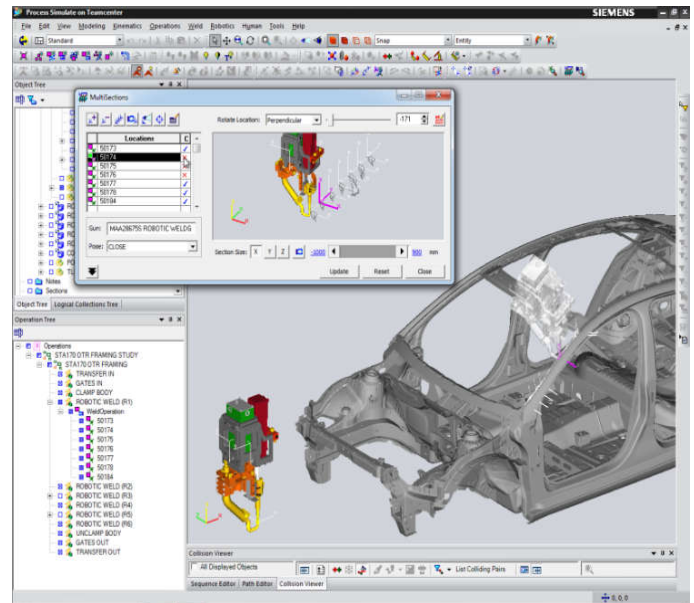 Process Simulate on Teamcenter
SIEMENS
File Edit View Modeling Kinematics Operations Weld Robotics Human Tools Help
Standard
Snap
Entity
Object Tree
MultiSections
Rotate Location: Perpendicular
-171
Locations
C
50173
50174
50175
50176
50177
50178
50184
Gun:
MAA28675S ROBOTIC WELDG
Pose: CLOSE
Section Size: X Y Z
-1000
900 mm
Update Reset Close
Notes
Sections
Object Tree Logical Collections Tree
Operation Tree
Operations
STA170 OTR FRAMING STUDY
STA170 OTR FRAMING
TRANSFER IN
GATES IN
CLAMP BODY
ROBOTIC WELD (R1)
WeldOperation
50173
50174
50175
50176
50177
50178
50184
ROBOTIC WELD (R2)
ROBOTIC WELD (R3)
ROBOTIC WELD (R4)
ROBOTIC WELD (R5)
ROBOTIC WELD (R6)
UNCLAMP BODY
GATES OUT
TRANSFER OUT
Collision Viewer
All Displayed Objects
List Colliding Pairs
Sequence Editor Path Editor Collision Viewer
0, 0, 0